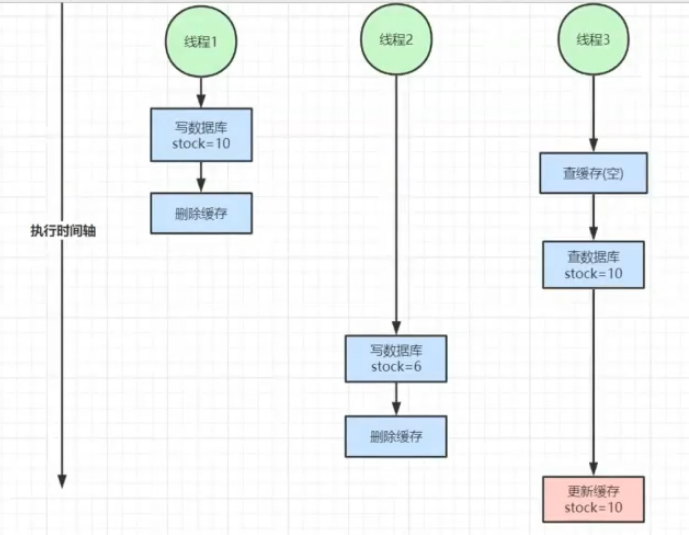 线程1
线程2
线程3
写数据库
stock=10
查缓存(空)
删除缓存
执行时间轴
查数据库
stock=10
写数据库
stock=6
删除缓存
更新缓存
stock=10